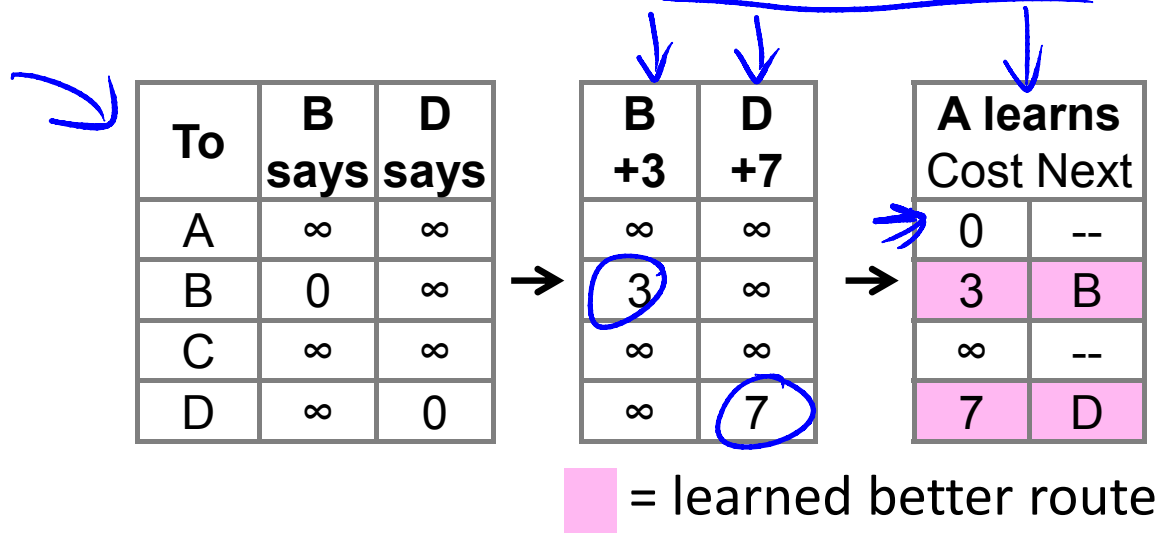 To B says D says B +3 D +7 A learns Cost Next
A ∞ ∞ ∞ ∞ 0 --
B 0 ∞ → 3 ∞ → 3 B
C ∞ ∞ ∞ ∞ ∞ --
D ∞ 0 ∞ 7 7 D
= learned better route